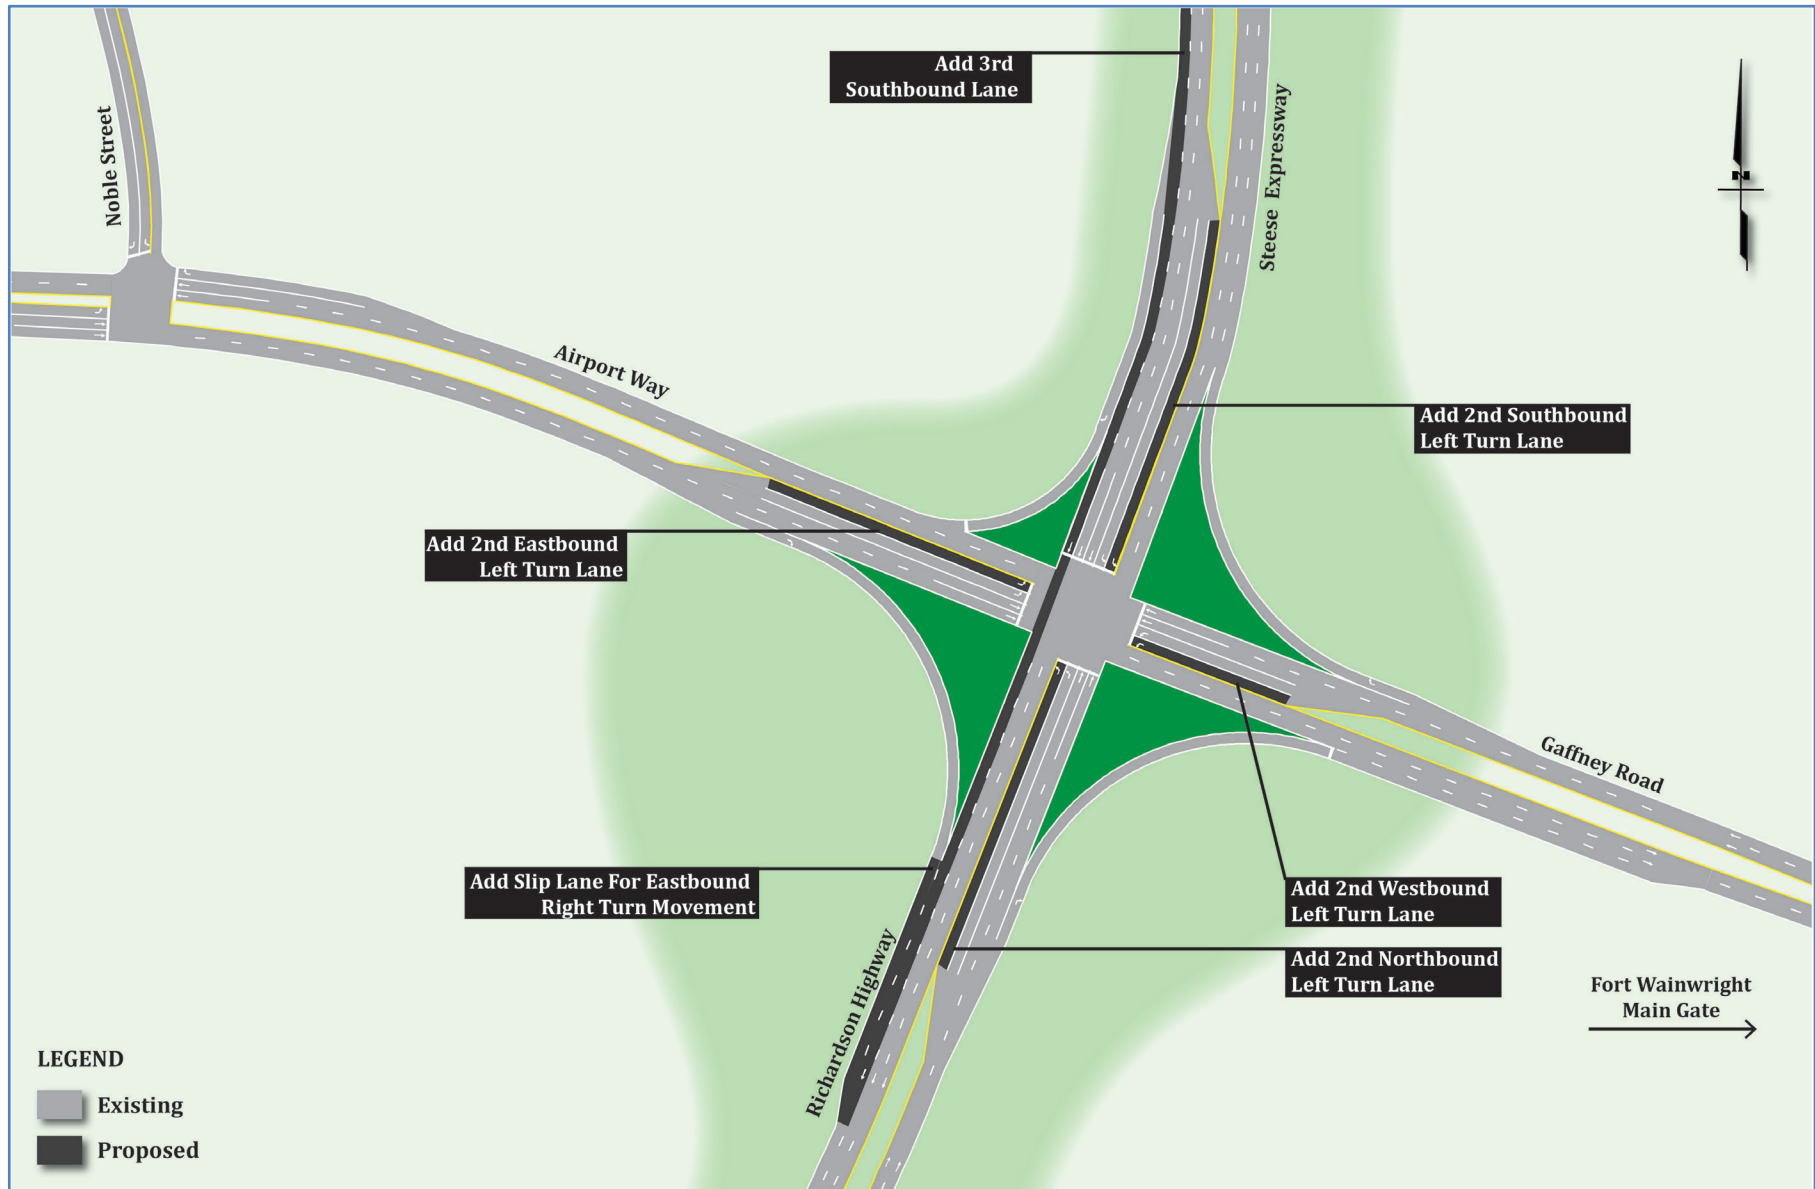 Add 3rd
Southbound Lane
Noble Street
Steese Expressway
N
Airport Way
Add 2nd Southbound
Left Turn Lane
Add 2nd Eastbound
Left Turn Lane
Gaffney Road
Add Slip Lane For Eastbound
Right Turn Movement
Add 2nd Westbound
Left Turn Lane
Richardson Highway
Add 2nd Northbound
Left Turn Lane
Fort Wainwright
Main Gate
LEGEND
Existing
Proposed